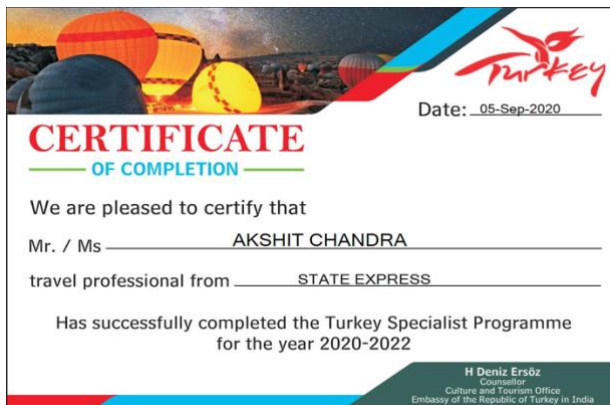 Turkey
Date: 05-Sep-2020
CERTIFICATE
OF COMPLETION
We are pleased to certify that
Mr. / Ms AKSHIT CHANDRA
travel professional from STATE EXPRESS
Has successfully completed the Turkey Specialist Programme
for the year 2020-2022
H Deniz Ersöz
Counsellor
Culture and Tourism Office
Embassy of the Republic of Turkey in India